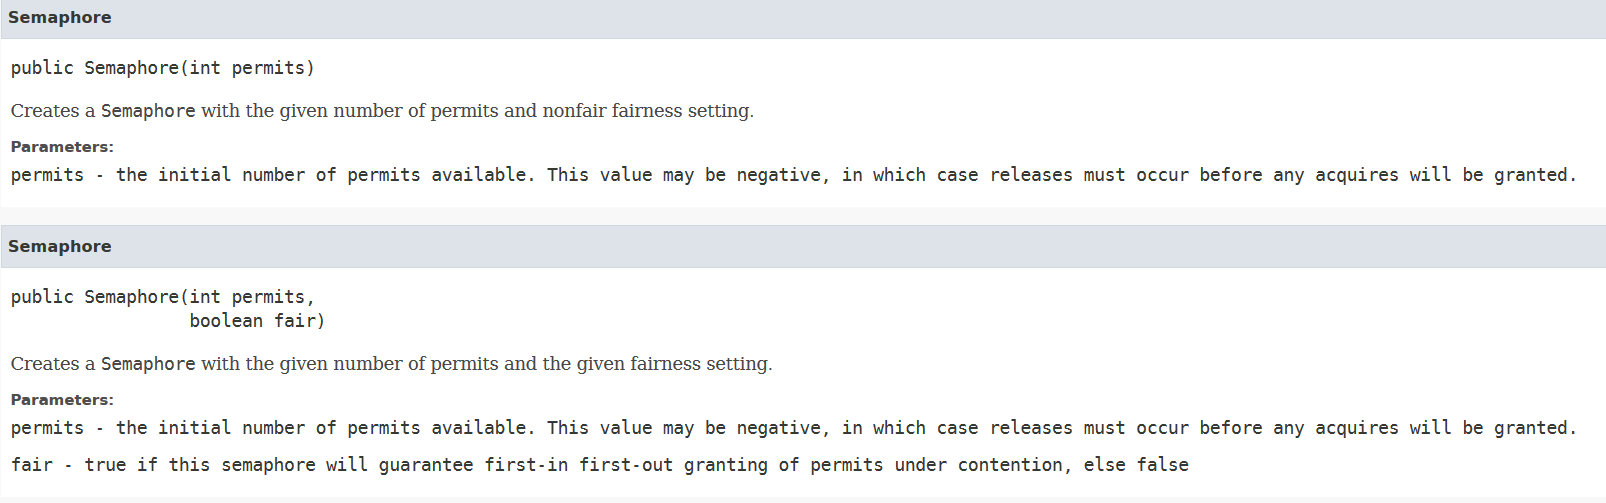 Semaphore
public Semaphore(int permits)
Creates a Semaphore with the given number of permits and nonfair fairness setting.
Parameters:
permits - the initial number of permits available. This value may be negative, in which case releases must occur before any acquires will be granted.
Semaphore
public Semaphore(int permits,
boolean fair)
Creates a Semaphore with the given number of permits and the given fairness setting.
Parameters:
permits - the initial number of permits available. This value may be negative, in which case releases must occur before any acquires will be granted.
fair - true if this semaphore will guarantee first-in first-out granting of permits under contention, else false